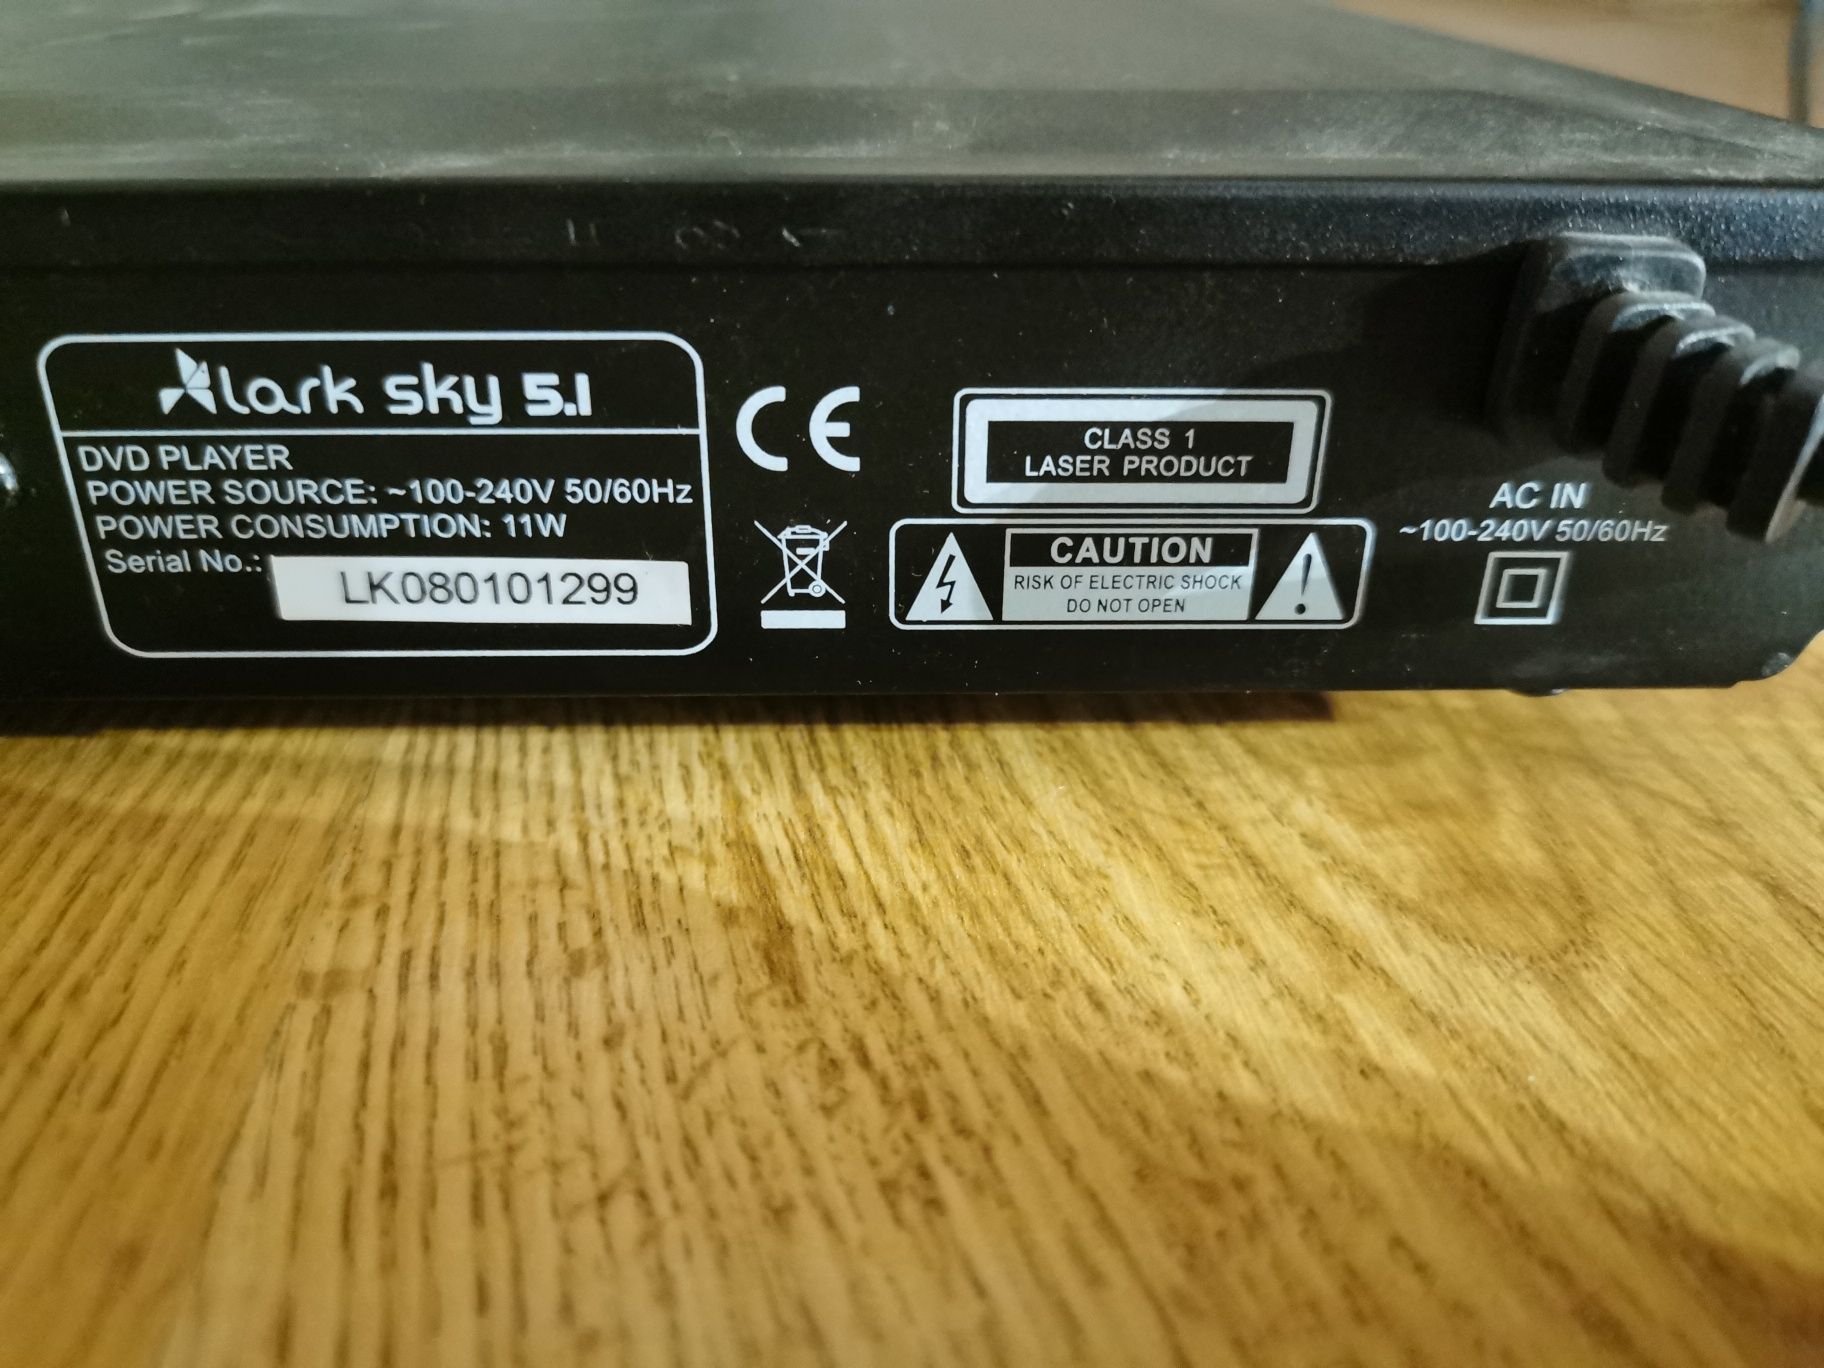 lark sky 5.1
DVD PLAYER
POWER SOURCE: ~100-240V 50/60Hz
POWER CONSUMPTION: 11W
Serial No.:
LK080101299
CE
CLASS 1
LASER PRODUCT
CAUTION
RISK OF ELECTRIC SHOCK
DO NOT OPEN
AC IN
~100-240V 50/60Hz